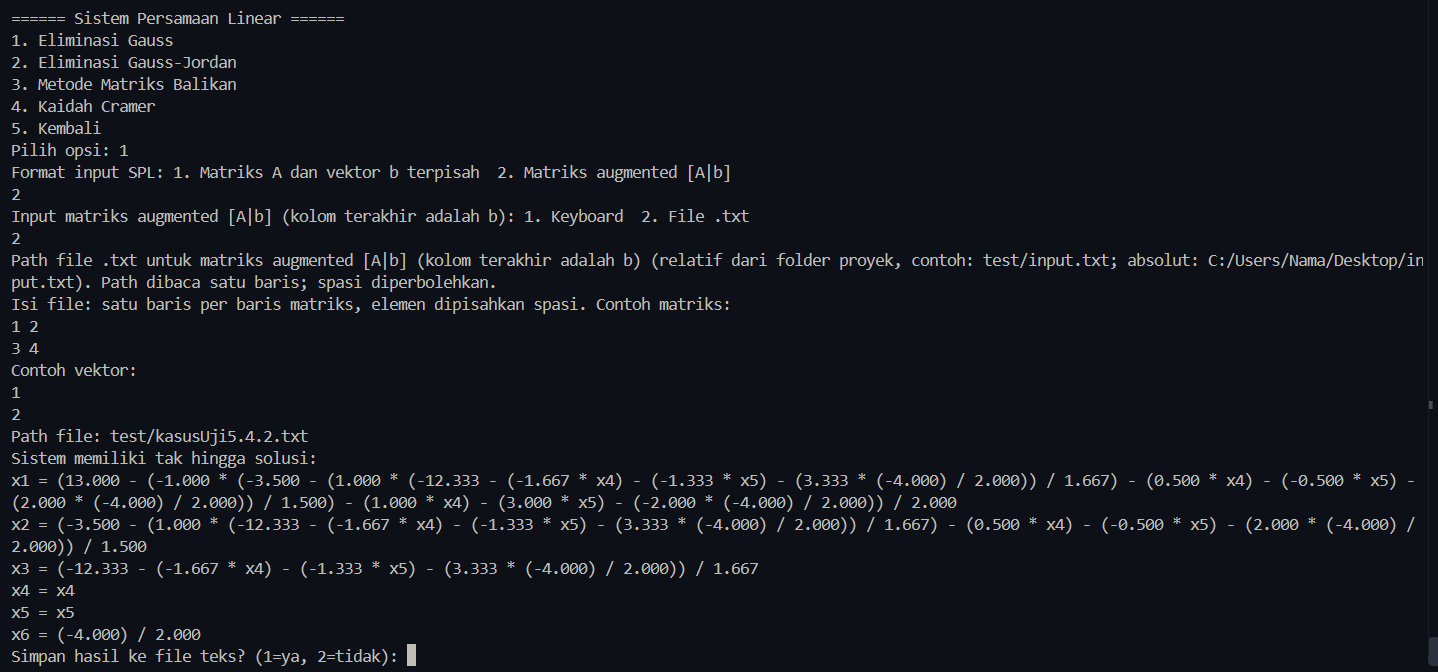 ====== Sistem Persamaan Linear ======
1. Eliminasi Gauss
2. Eliminasi Gauss-Jordan
3. Metode Matriks Balikan
4. Kaidah Cramer
5. Kembali
Pilih opsi: 1
Format input SPL: 1. Matriks A dan vektor b terpisah  2. Matriks augmented [A|b]
2
Input matriks augmented [A|b] (kolom terakhir adalah b): 1. Keyboard  2. File .txt
2
Path file .txt untuk matriks augmented [A|b] (kolom terakhir adalah b) (relatif dari folder proyek, contoh: test/input.txt; absolut: C:/Users/Nama/Desktop/in
put.txt). Path dibaca satu baris; spasi diperbolehkan.
Isi file: satu baris per baris matriks, elemen dipisahkan spasi. Contoh matriks:
1 2
3 4
Contoh vektor:
1
2
Path file: test/kasusUji5.4.2.txt
Sistem memiliki tak hingga solusi:
x1 = (13.000 - (-1.000 * (-3.500 - (1.000 * (-12.333 - (-1.667 * x4) - (-1.333 * x5) - (3.333 * (-4.000) / 2.000)) / 1.667) - (0.500 * x4) - (-0.500 * x5) -
(2.000 * (-4.000) / 2.000)) / 1.500) - (1.000 * x4) - (3.000 * x5) - (-2.000 * (-4.000) / 2.000)) / 2.000
x2 = (-3.500 - (1.000 * (-12.333 - (-1.667 * x4) - (-1.333 * x5) - (3.333 * (-4.000) / 2.000)) / 1.667) - (0.500 * x4) - (-0.500 * x5) - (2.000 * (-4.000) /
2.000)) / 1.500
x3 = (-12.333 - (-1.667 * x4) - (-1.333 * x5) - (3.333 * (-4.000) / 2.000)) / 1.667
x4 = x4
x5 = x5
x6 = (-4.000) / 2.000
Simpan hasil ke file teks? (1=ya, 2=tidak):